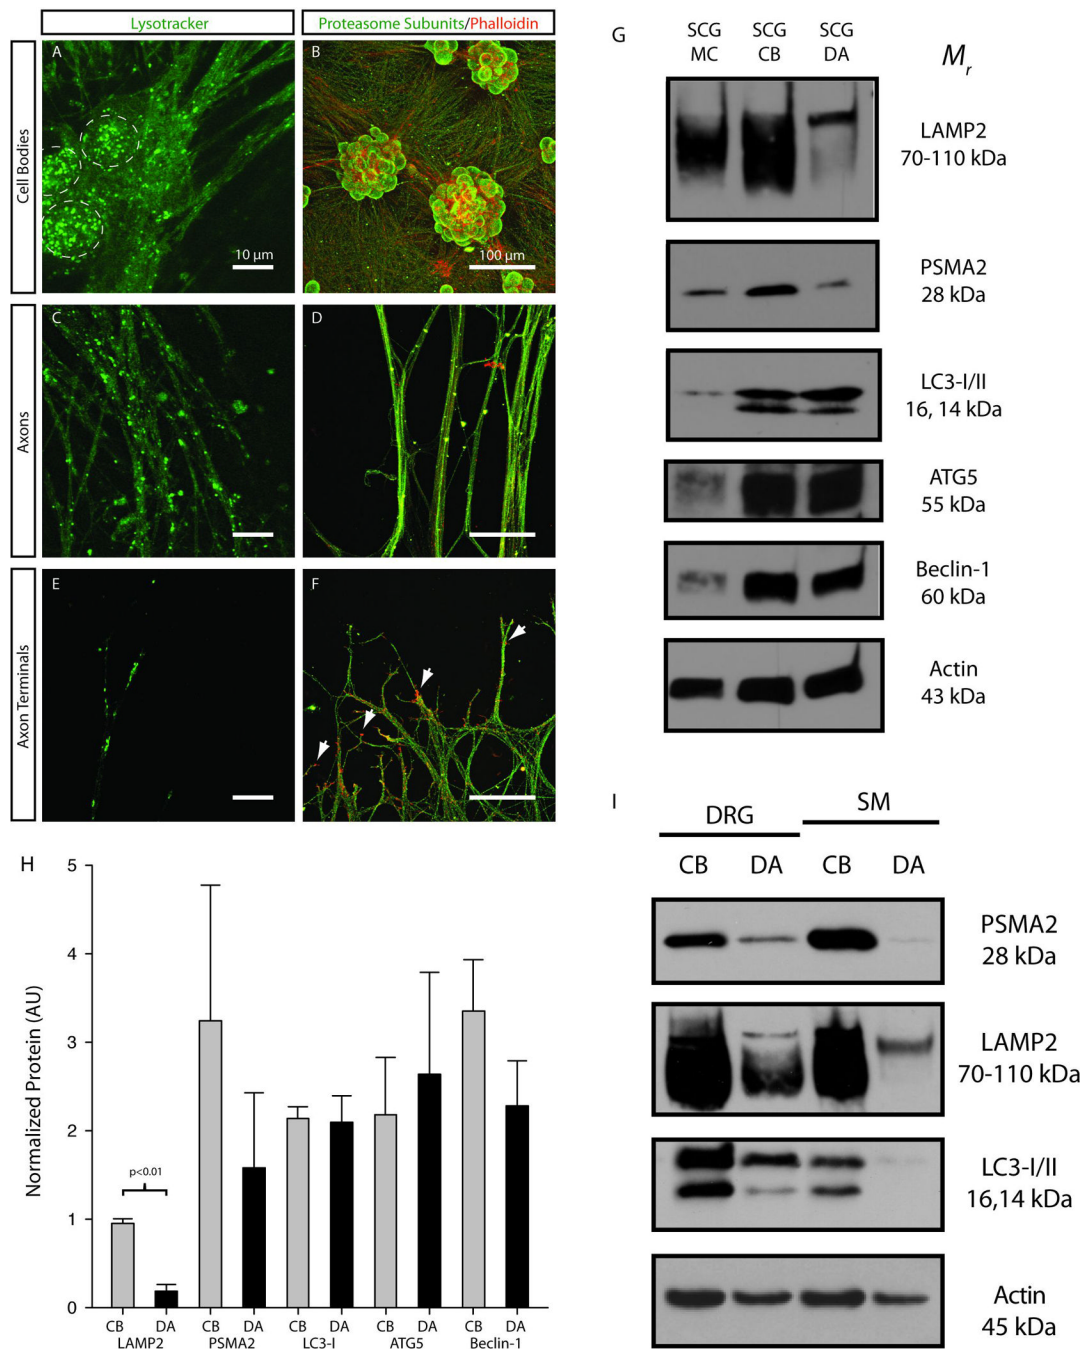 Lysotracker
Proteasome Subunits/Phalloidin
Cell Bodies
A
10 µm
B
100 µm
Axons
C
D
Axon Terminals
E
F
G
SCG SCG SCG
MC CB DA
Mr
LAMP2
70-110 kDa
PSMA2
28 kDa
LC3-I/II
16, 14 kDa
ATG5
55 kDa
Beclin-1
60 kDa
Actin
43 kDa
H
Normalized Protein (AU)
5
4
3
2
1
0
p<0.01
CB DA CB DA CB DA CB DA CB DA
LAMP2 PSMA2 LC3-I ATG5 Beclin-1
I
DRG SM
CB DA CB DA
PSMA2
28 kDa
LAMP2
70-110 kDa
LC3-I/II
16,14 kDa
Actin
45 kDa